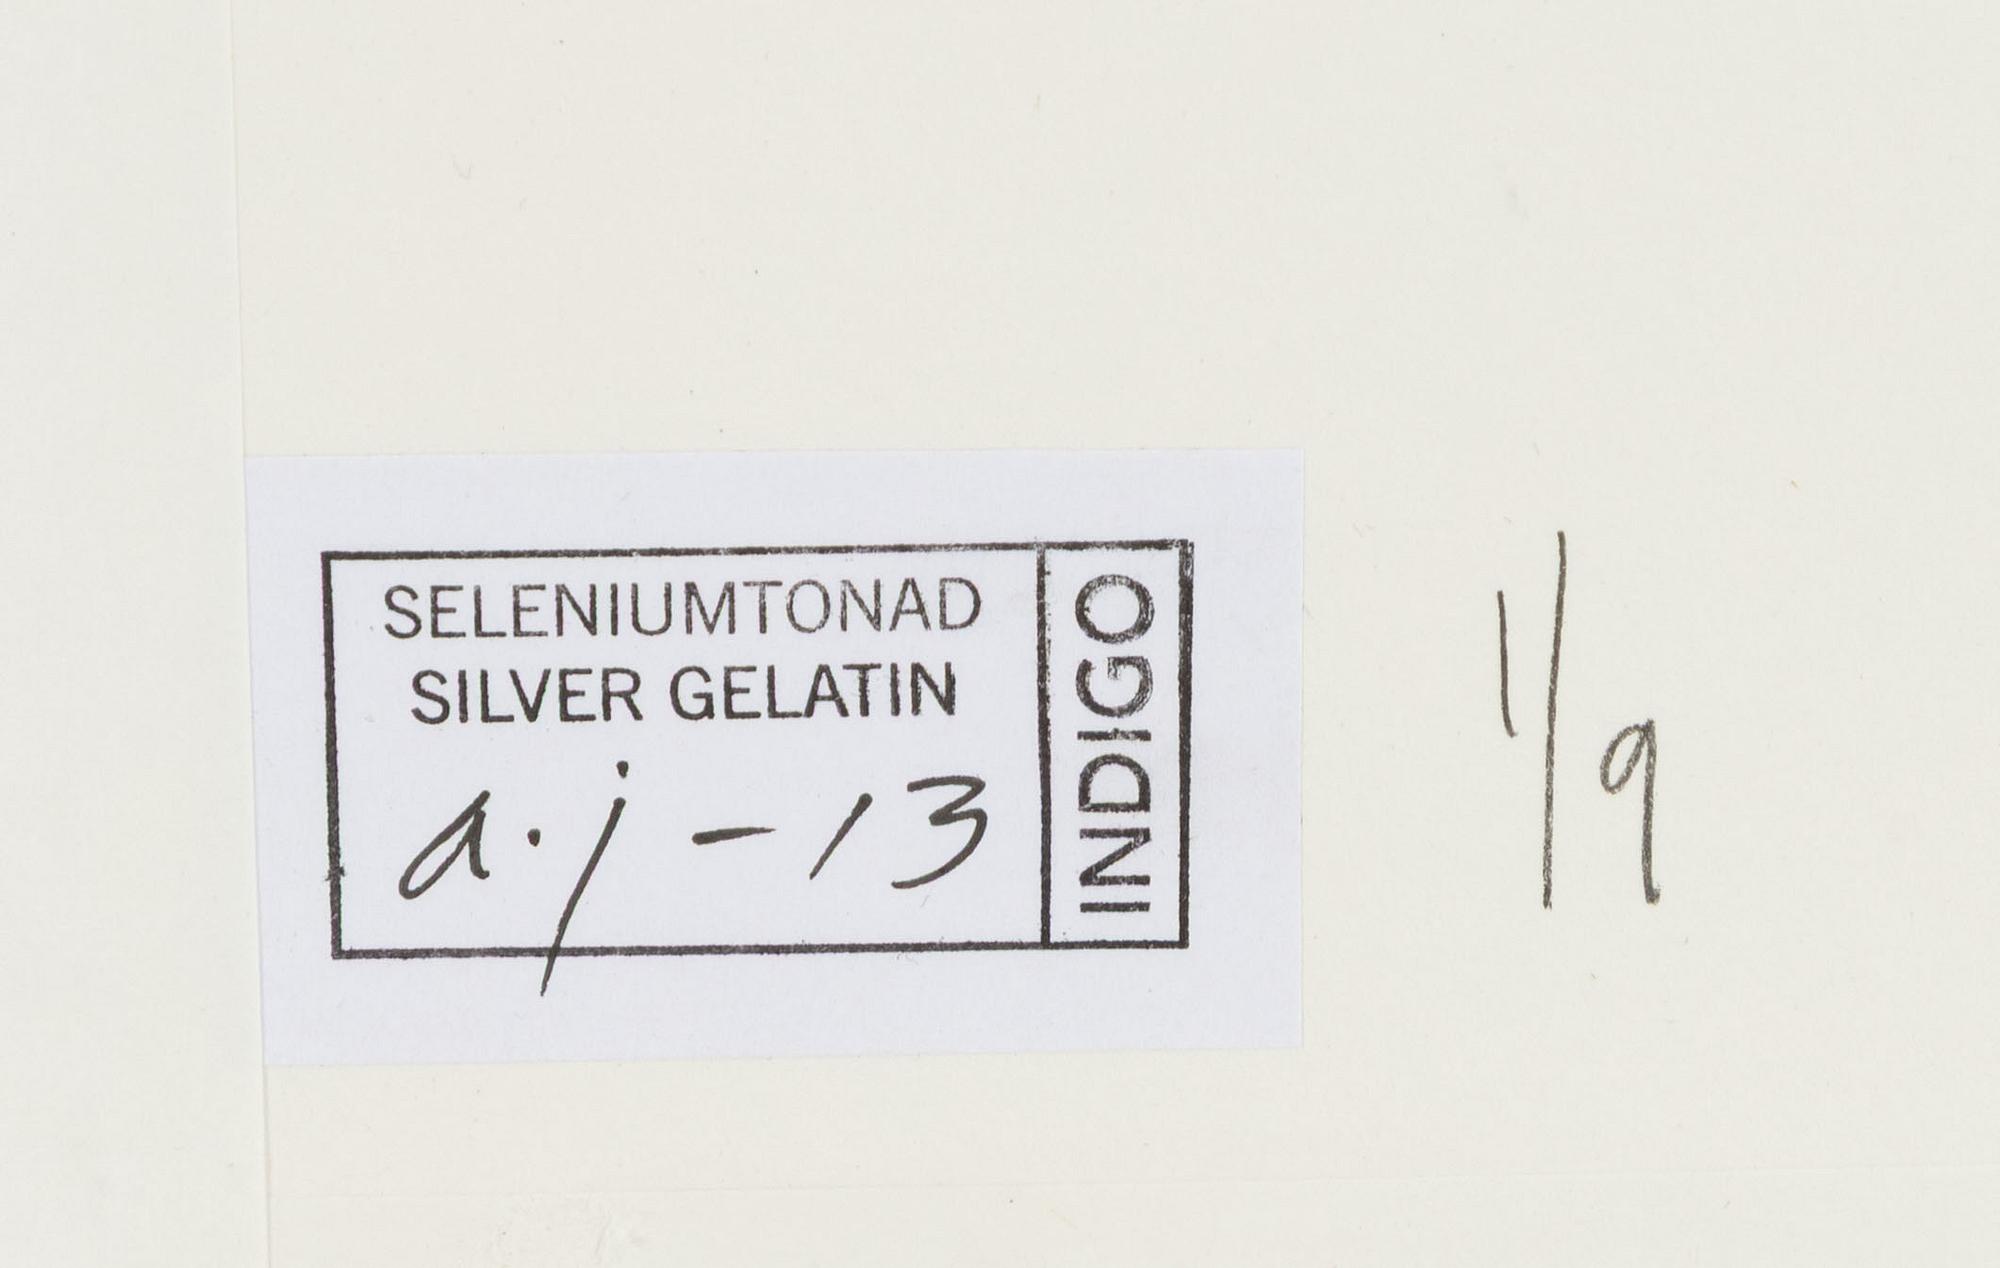 SELENIUMTONAD
SILVER GELATIN
a.j - 13
INDIGO
1/9